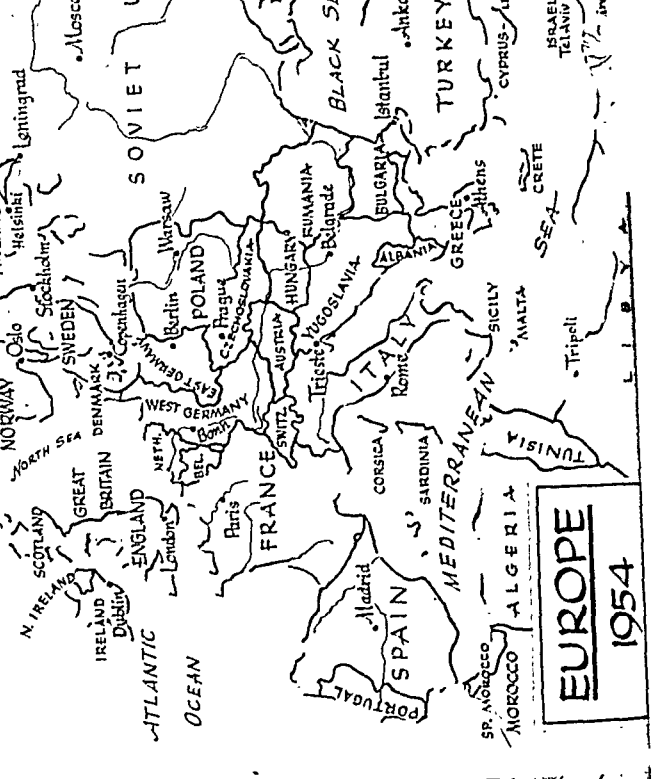 NORWAY
Oslo
SWEDEN
Stockholm
Helsinki
Leningrad
SOVIET
NORTH SEA
DENMARK
Copenhagen
SCOTLAND
N. IRELAND
IRELAND
Dublin
GREAT
BRITAIN
ENGLAND
London
NETH.
BEL.
WEST GERMANY
Bonn
EAST GERMANY
Berlin
POLAND
Warsaw
Prague
CZECHOSLOVAKIA
ATLANTIC
OCEAN
Paris
FRANCE
SWITZ.
AUSTRIA
HUNGARY
RUMANIA
Trieste
YUGOSLAVIA
Belgrade
BULGARIA
BLACK
Istanbul
TURKEY
ITALY
Rome
ALBANIA
GREECE
Athens
CORSICA
SARDINIA
PORTUGAL
SPAIN
Madrid
MEDITERRANEAN
SEA
SICILY
MALTA
CRETE
CYPRUS
ISRAEL
Tel Aviv
SP. MOROCCO
MOROCCO
ALGERIA
TUNISIA
Tripoli
LIBYA
EUROPE
1954